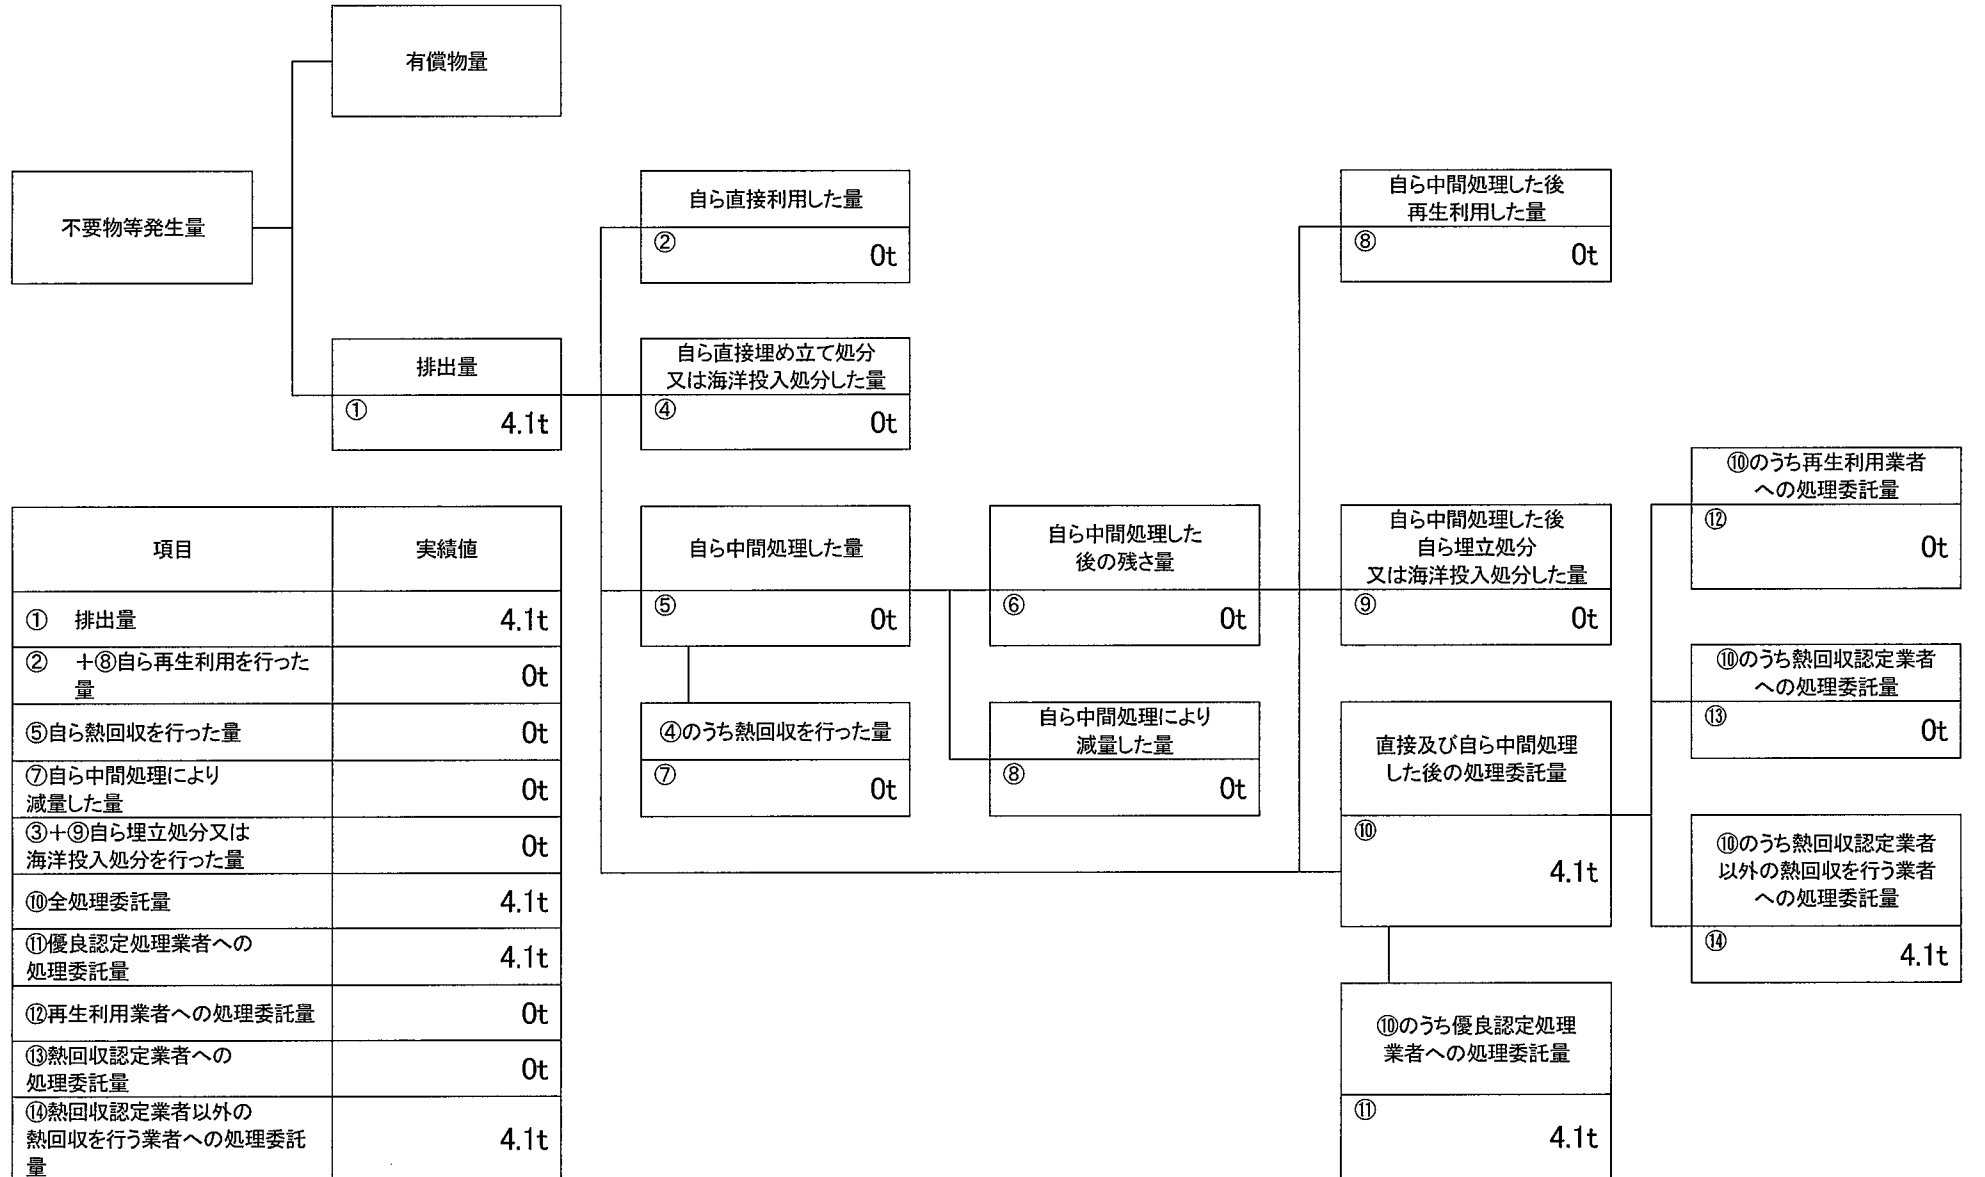 有償物量
不要物等発生量
排出量
①
4.1t
自ら直接利用した量
②
0t
自ら直接埋め立て処分
又は海洋投入処分した量
④
0t
自ら中間処理した量
⑤
0t
④のうち熱回収を行った量
⑦
0t
自ら中間処理した
後の残さ量
⑥
0t
自ら中間処理により
減量した量
⑧
0t
自ら中間処理した後
再生利用した量
⑧
0t
自ら中間処理した後
自ら埋立処分
又は海洋投入処分した量
⑨
0t
直接及び自ら中間処理
した後の処理委託量
⑩
4.1t
⑩のうち優良認定処理
業者への処理委託量
⑪
4.1t
⑩のうち再生利用業者
への処理委託量
⑫
0t
⑩のうち熱回収認定業者
への処理委託量
⑬
0t
⑩のうち熱回収認定業者
以外の熱回収を行う業者
への処理委託量
⑭
4.1t
項目 実績値
① 排出量 4.1t
② +⑧自ら再生利用を行った
量
0t
⑤自ら熱回収を行った量 0t
⑦自ら中間処理により
減量した量
0t
③+⑨自ら埋立処分又は
海洋投入処分を行った量
0t
⑩全処理委託量 4.1t
⑪優良認定処理業者への
処理委託量
4.1t
⑫再生利用業者への処理委託量 0t
⑬熱回収認定業者への
処理委託量
0t
⑭熱回収認定業者以外の
熱回収を行う業者への処理委託
量
4.1t